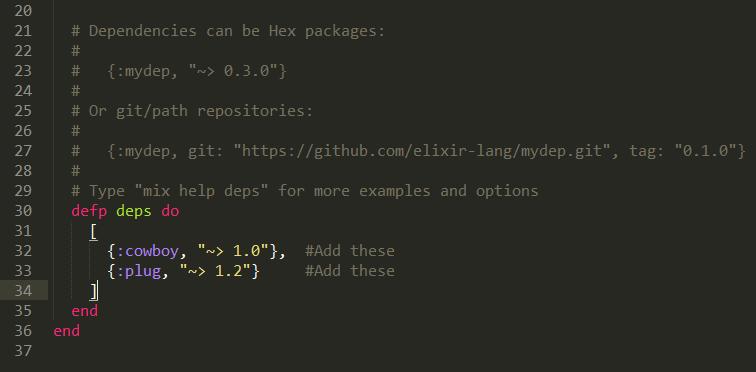 20
21 # Dependencies can be Hex packages:
22 #
23 #   {:mydep, "~> 0.3.0"}
24 #
25 # Or git/path repositories:
26 #
27 #   {:mydep, git: "https://github.com/elixir-lang/mydep.git", tag: "0.1.0"}
28 #
29 # Type "mix help deps" for more examples and options
30 defp deps do
31   [
32     {:cowboy, "~> 1.0"},  #Add these
33     {:plug, "~> 1.2"}     #Add these
34   ]
35 end
36 end
37